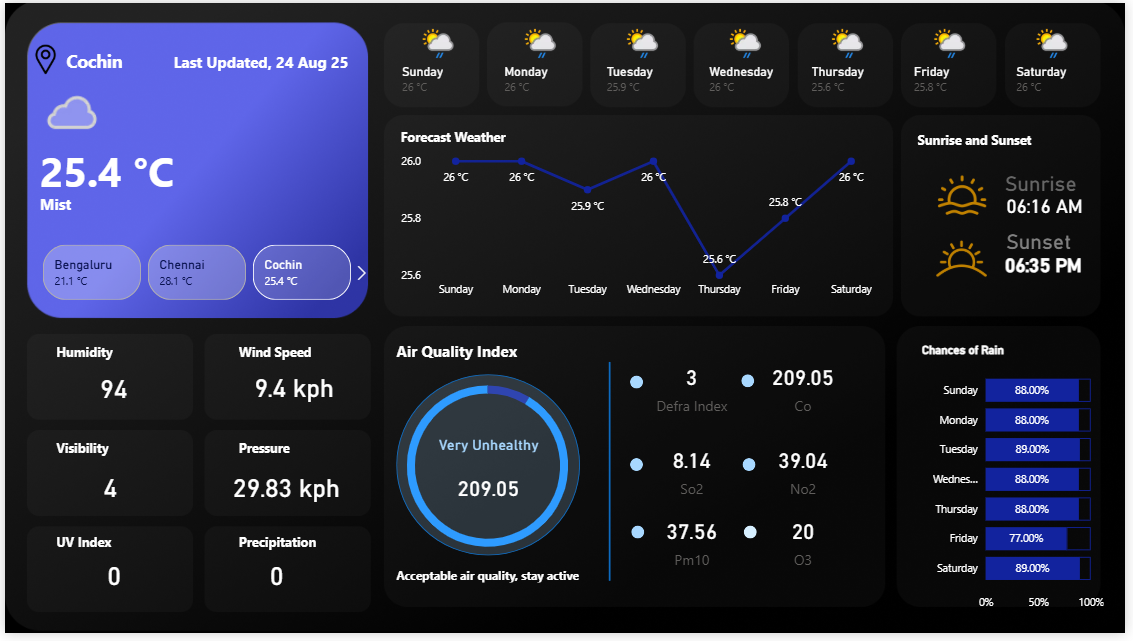 Cochin
Last Updated, 24 Aug 25
25.4 °C
Mist
Bengaluru
21.1 °C
Chennai
28.1 °C
Cochin
25.4 °C
Sunday
26 °C
Monday
26 °C
Tuesday
25.9 °C
Wednesday
26 °C
Thursday
25.6 °C
Friday
25.8 °C
Saturday
26 °C
Forecast Weather
26.0
25.8
25.6
26 °C
26 °C
25.9 °C
26 °C
25.6 °C
25.8 °C
26 °C
Sunday
Monday
Tuesday
Wednesday
Thursday
Friday
Saturday
Sunrise and Sunset
Sunrise
06:16 AM
Sunset
06:35 PM
Humidity
94
Wind Speed
9.4 kph
Visibility
4
Pressure
29.83 kph
UV Index
0
Precipitation
0
Air Quality Index
Very Unhealthy
209.05
Acceptable air quality, stay active
3
Defra Index
209.05
Co
8.14
So2
39.04
No2
37.56
Pm10
20
O3
Chances of Rain
Sunday 88.00%
Monday 88.00%
Tuesday 89.00%
Wednes... 88.00%
Thursday 88.00%
Friday 77.00%
Saturday 89.00%
0% 50% 100%